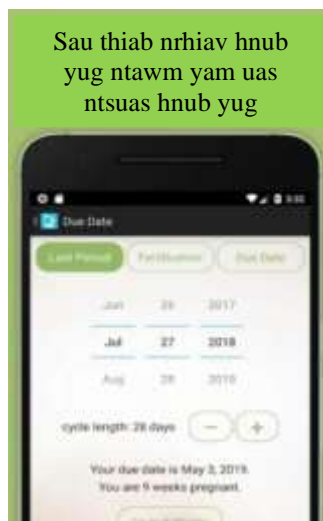 Sau thiab nrhiav hnub
yug ntawm yam uas
ntsuas hnub yug
Due Date
Last Period Fertilisation Due Date
Jun 26 2017
Jul 27 2018
Aug 28 2019
cycle length: 28 days - +
Your due date is May 3, 2019.
You are 9 weeks pregnant.